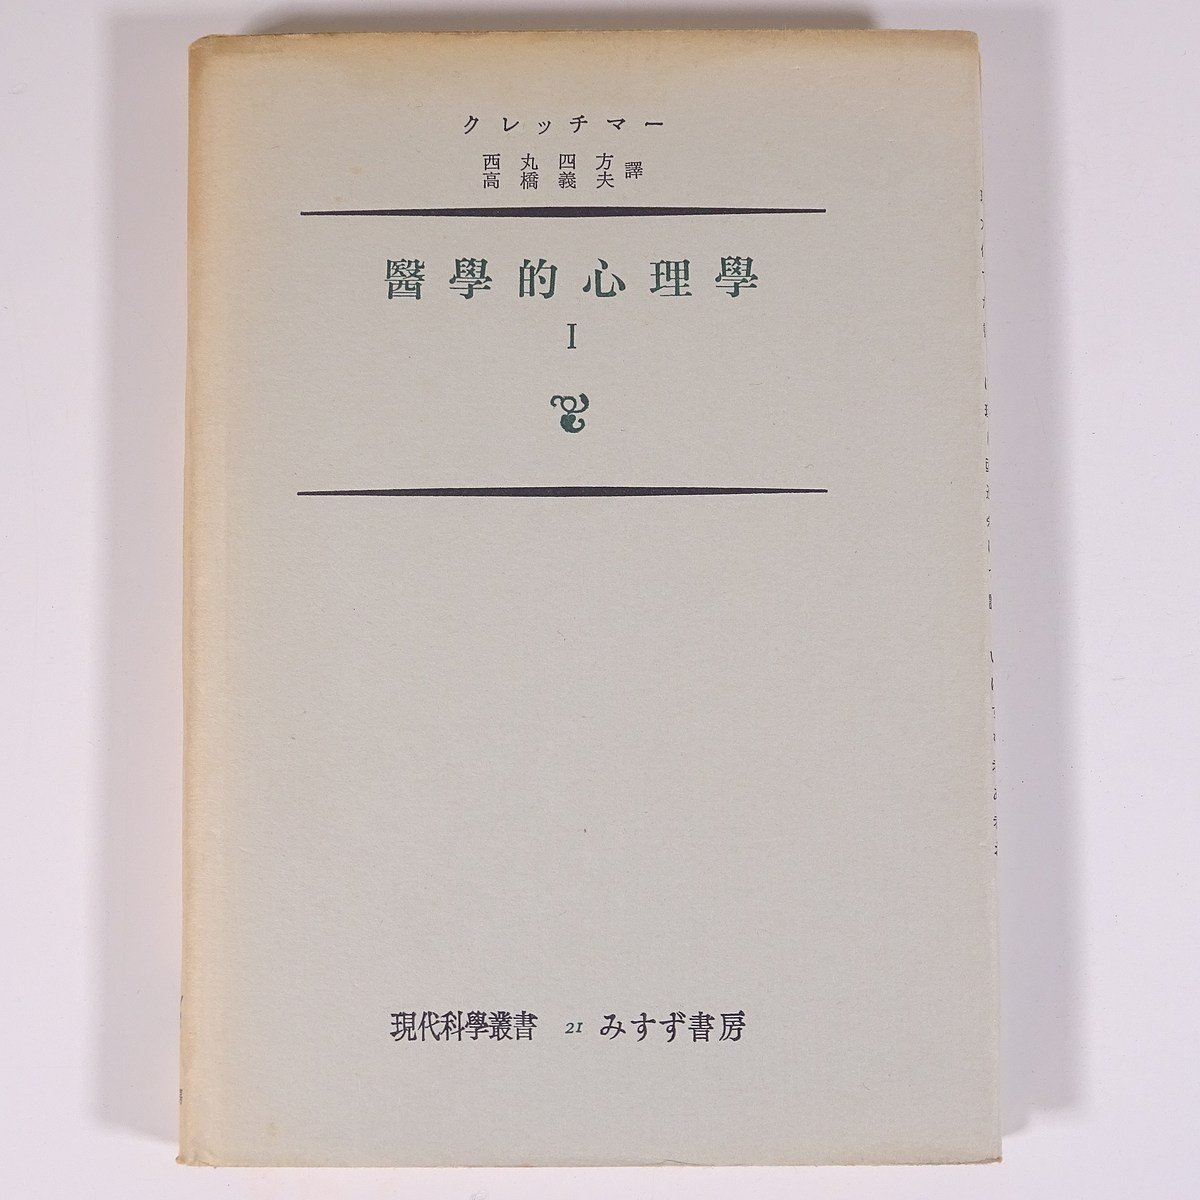 クレッチマー
西丸四方
高橋義夫 譯
醫學的心理學
I
現代科學叢書 21 みすず書房